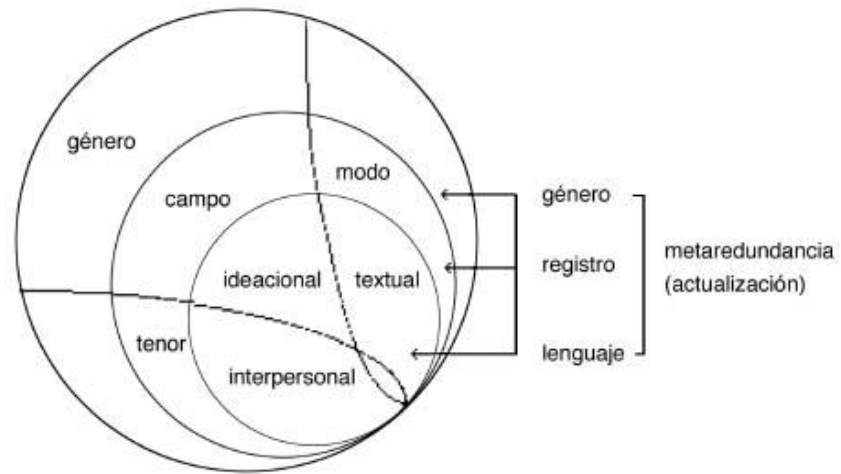 género
campo
modo
ideacional
textual
tenor
interpersonal
género
registro
lenguaje
metaredundancia
(actualización)